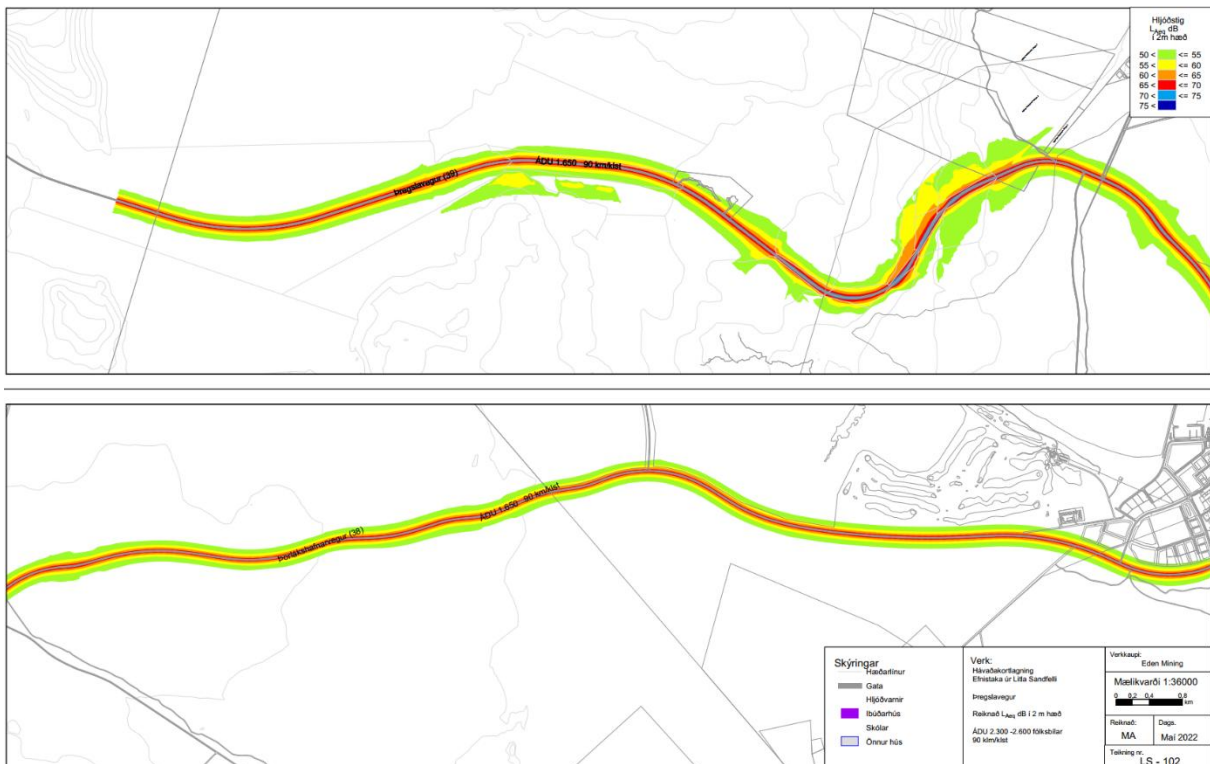 Hljóðstig
LAeq dB
í 2m hæð
50 < <= 55
55 < <= 60
60 < <= 65
65 < <= 70
70 < <= 75
75 <
ÁDU 1.650 90 km/klst
Þregslavegur (39)
ÁDU 1.650 90 km/klst
Þorlákshafnarvegur (38)
Skýringar
Hæðarlínur
Gata
Hljóðvarnir
Íbúðarhús
Skólar
Önnur hús
Verk:
Hávaðakortlagning
Efnistaka úr Litla Sandfelli
Þregslavegur
Reiknað LAeq dB í 2 m hæð
ÁDU 2.300 -2.600 fólksbílar
90 klm/klst
Verkkaupi:
Eden Mining
Mælikvarði 1:36000
0 0,2 0,4 0,8
km
Reiknað: Dags.
MA Maí 2022
Teikning nr.
LS - 102